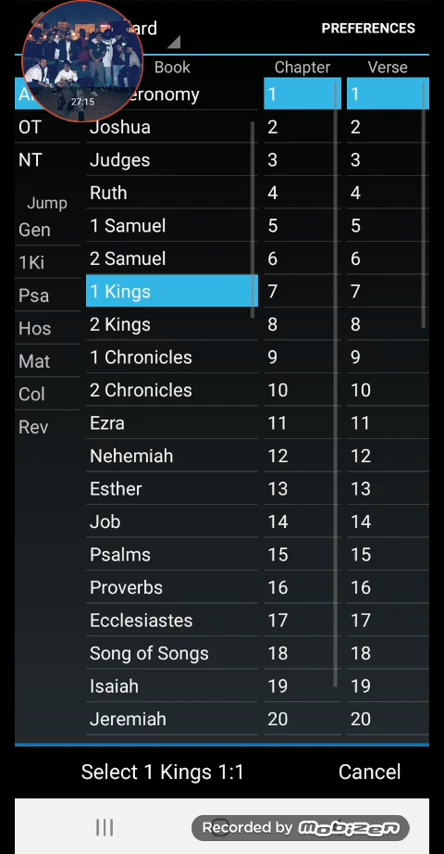 ard PREFERENCES
Book Chapter Verse
27:15
eronomy 1 1
OT Joshua 2 2
NT Judges 3 3
Ruth 4 4
Jump
Gen 1 Samuel 5 5
1Ki 2 Samuel 6 6
Psa 1 Kings 7 7
Hos 2 Kings 8 8
Mat 1 Chronicles 9 9
Col 2 Chronicles 10 10
Rev Ezra 11 11
Nehemiah 12 12
Esther 13 13
Job 14 14
Psalms 15 15
Proverbs 16 16
Ecclesiastes 17 17
Song of Songs 18 18
Isaiah 19 19
Jeremiah 20 20
Select 1 Kings 1:1 Cancel
Recorded by Mobizen